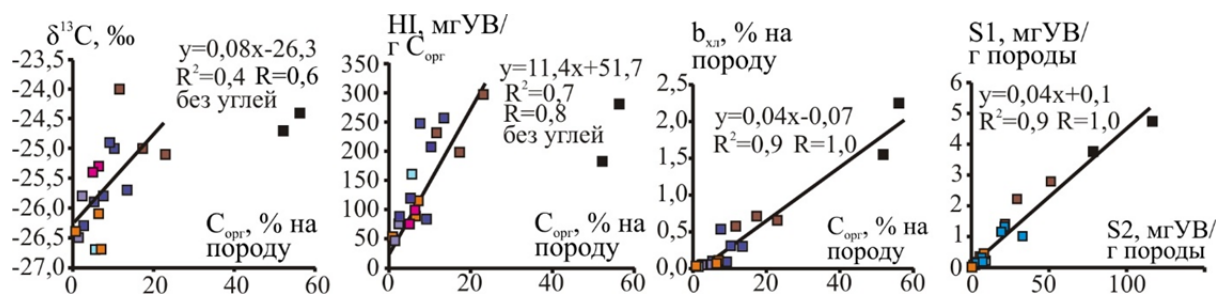 δ¹³C, ‰
y=0,08x-26,3
R²=0,4 R=0,6
без углей
-23,5
-24,0
-24,5
-25,0
-25,5
-26,0
-26,5
-27,0
0 20 40 60
Cорг, % на
породу
HI, мгУВ/
г Cорг
y=11,4x+51,7
R²=0,7
R=0,8
без углей
350
300
250
200
160
100
50
0
0 20 40 60
Cорг, % на
породу
bхл, % на
породу
y=0,04x-0,07
R²=0,9 R=1,0
2,5
2,0
1,5
1,0
0,5
0,0
0 20 40 60
Cорг, % на
породу
S1, мгУВ/
г породы
y=0,04x+0,1
R²=0,9 R=1,0
6
5
4
3
2
1
0
0 50 100
S2, мгУВ/
г породы